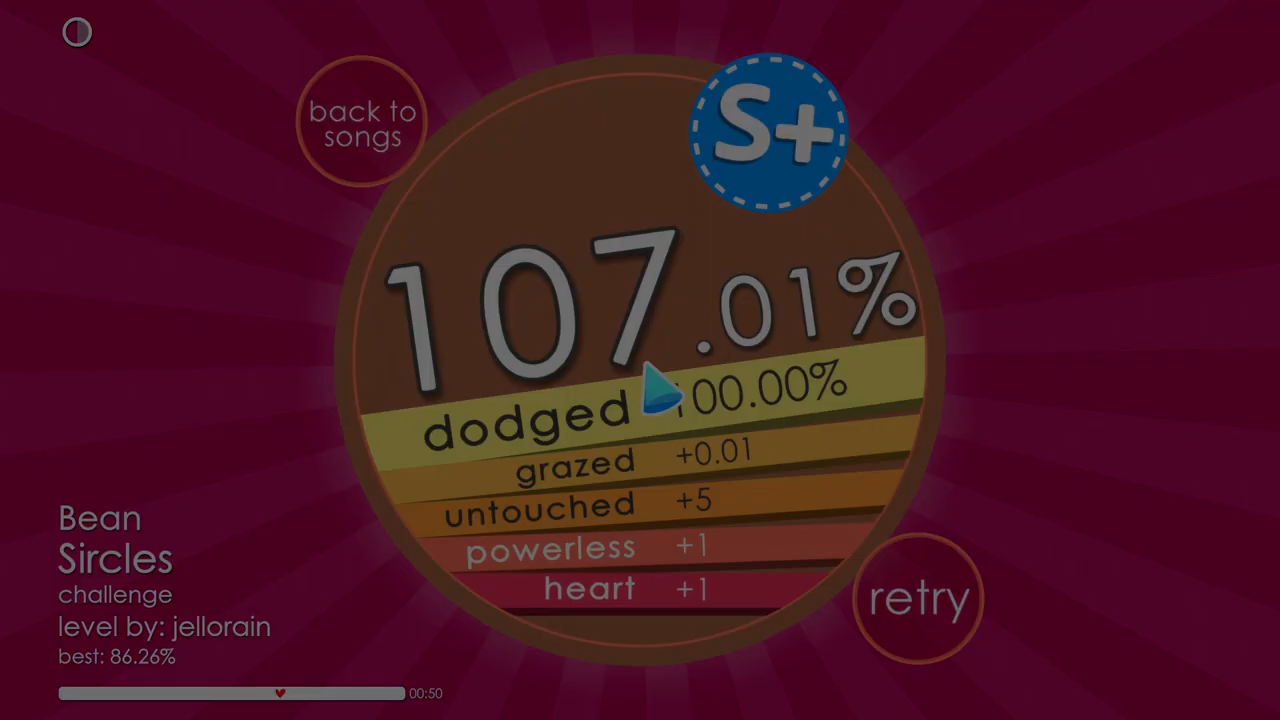 back to
songs
S+
107.01%
dodged 100.00%
grazed +0.01
untouched +5
powerless +1
heart +1
retry
Bean
Sircles
challenge
level by: jellorain
best: 86.26%
00:50